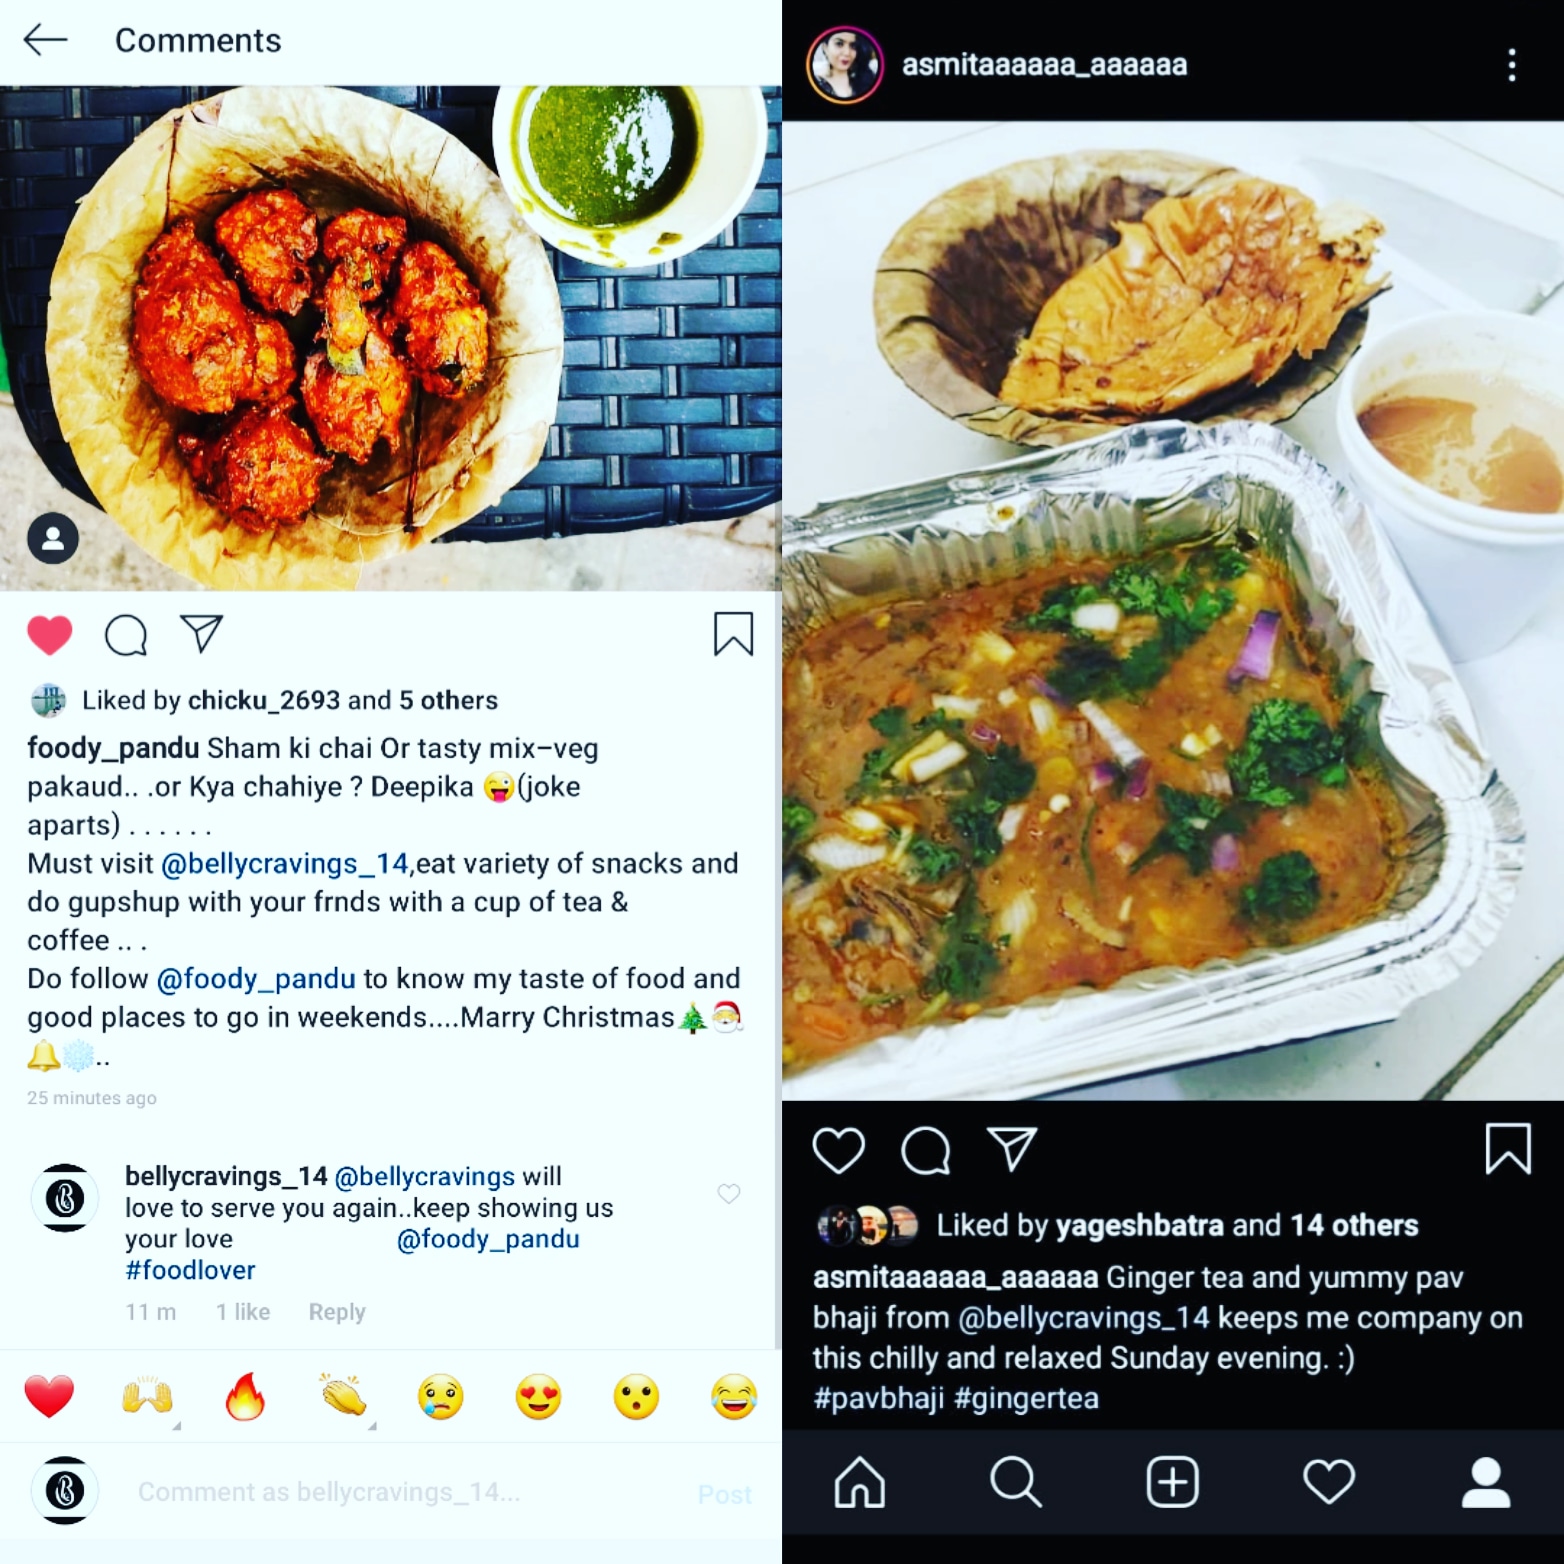 Comments
Liked by chicku_2693 and 5 others
foody_pandu Sham ki chai Or tasty mix-veg
pakaud.. .or Kya chahiye ? Deepika 😜(joke
aparts) . . . . . .
Must visit @bellycravings_14,eat variety of snacks and
do gupshup with your frnds with a cup of tea &
coffee .. .
Do follow @foody_pandu to know my taste of food and
good places to go in weekends....Marry Christmas🎄🎅
🔔❄️..
25 minutes ago
bellycravings_14 @bellycravings will
love to serve you again..keep showing us
your love @foody_pandu
#foodlover
11 m 1 like Reply
Comment as bellycravings_14... Post
asmitaaaaaa_aaaaaa
Liked by yageshbatra and 14 others
asmitaaaaaa_aaaaaa Ginger tea and yummy pav
bhaji from @bellycravings_14 keeps me company on
this chilly and relaxed Sunday evening. :)
#pavbhaji #gingertea